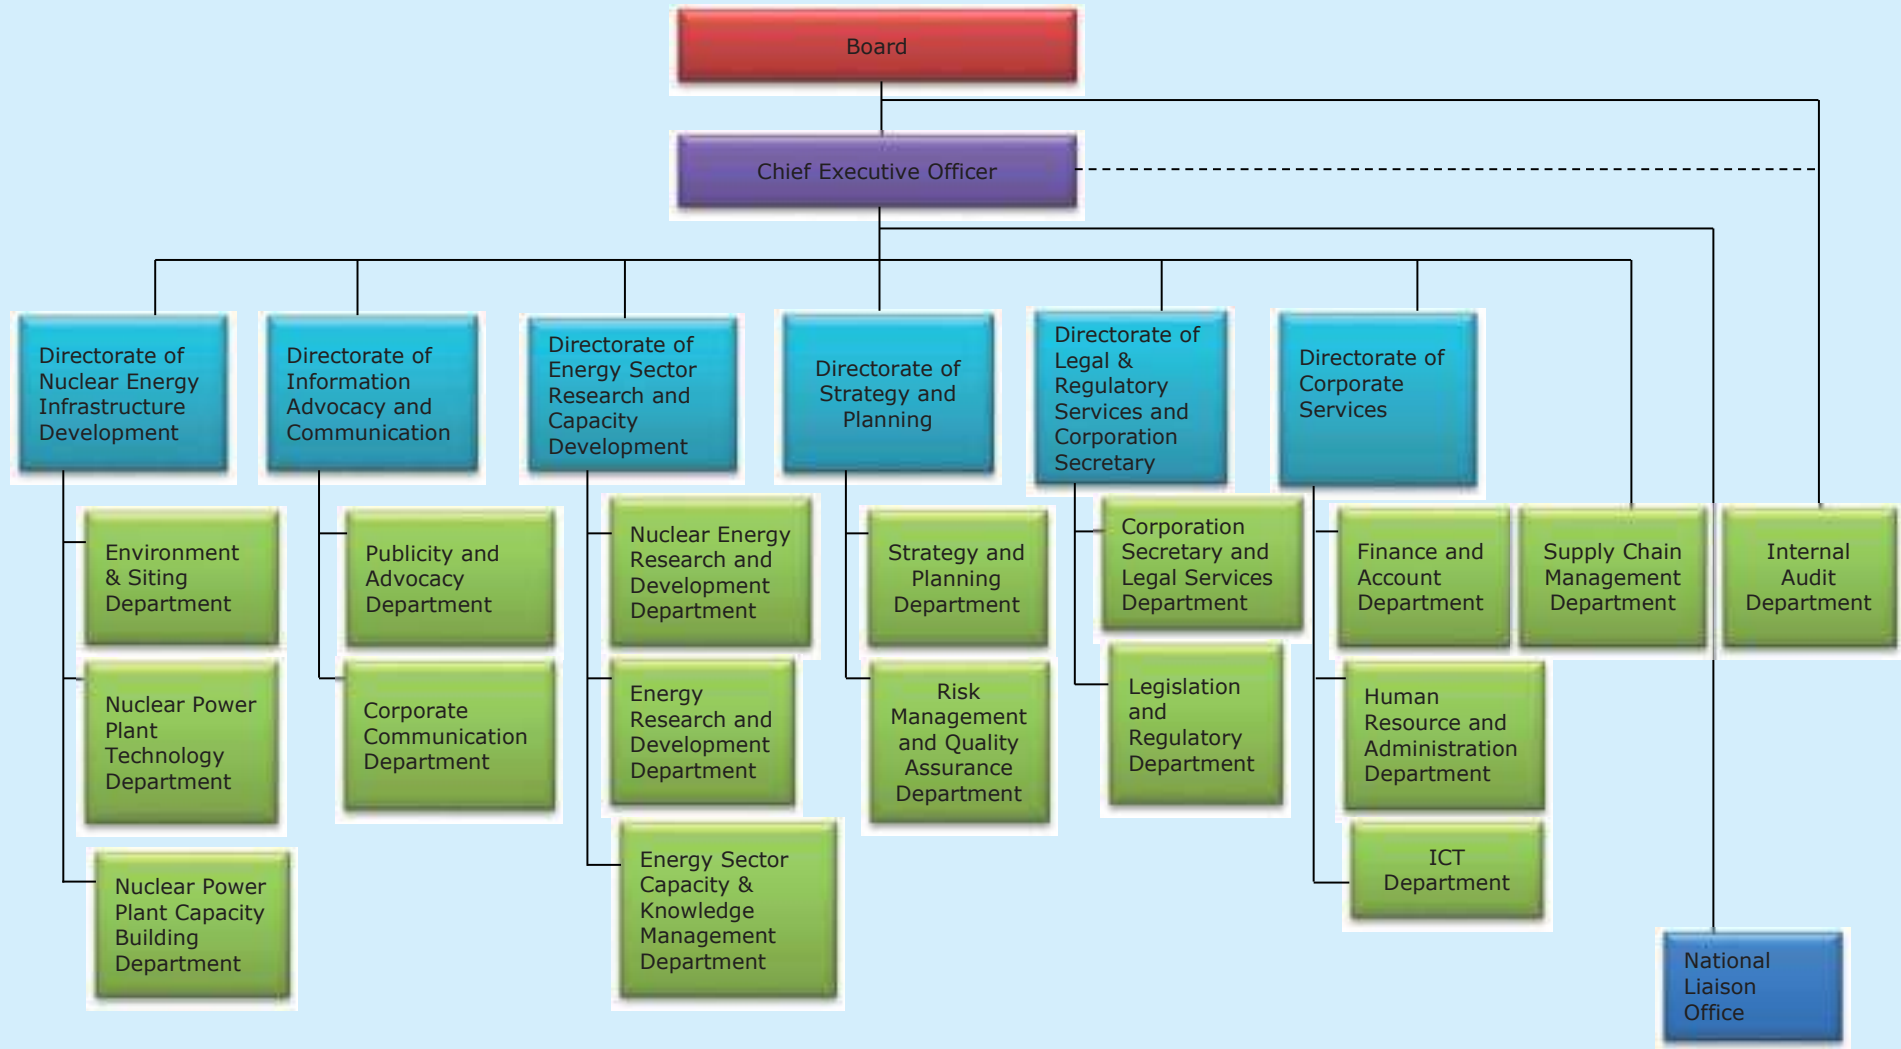 Board
Chief Executive Officer
Directorate of
Nuclear Energy
Infrastructure
Development
Directorate of
Information
Advocacy and
Communication
Directorate of
Energy Sector
Research and
Capacity
Development
Directorate of
Strategy and
Planning
Directorate of
Legal &
Regulatory
Services and
Corporation
Secretary
Directorate of
Corporate
Services
Environment
& Siting
Department
Publicity and
Advocacy
Department
Nuclear Energy
Research and
Development
Department
Strategy and
Planning
Department
Corporation
Secretary and
Legal Services
Department
Finance and
Account
Department
Supply Chain
Management
Department
Internal
Audit
Department
Nuclear Power
Plant
Technology
Department
Corporate
Communication
Department
Energy
Research and
Development
Department
Risk
Management
and Quality
Assurance
Department
Legislation
and
Regulatory
Department
Human
Resource and
Administration
Department
Nuclear Power
Plant Capacity
Building
Department
Energy Sector
Capacity &
Knowledge
Management
Department
ICT
Department
National
Liaison
Office